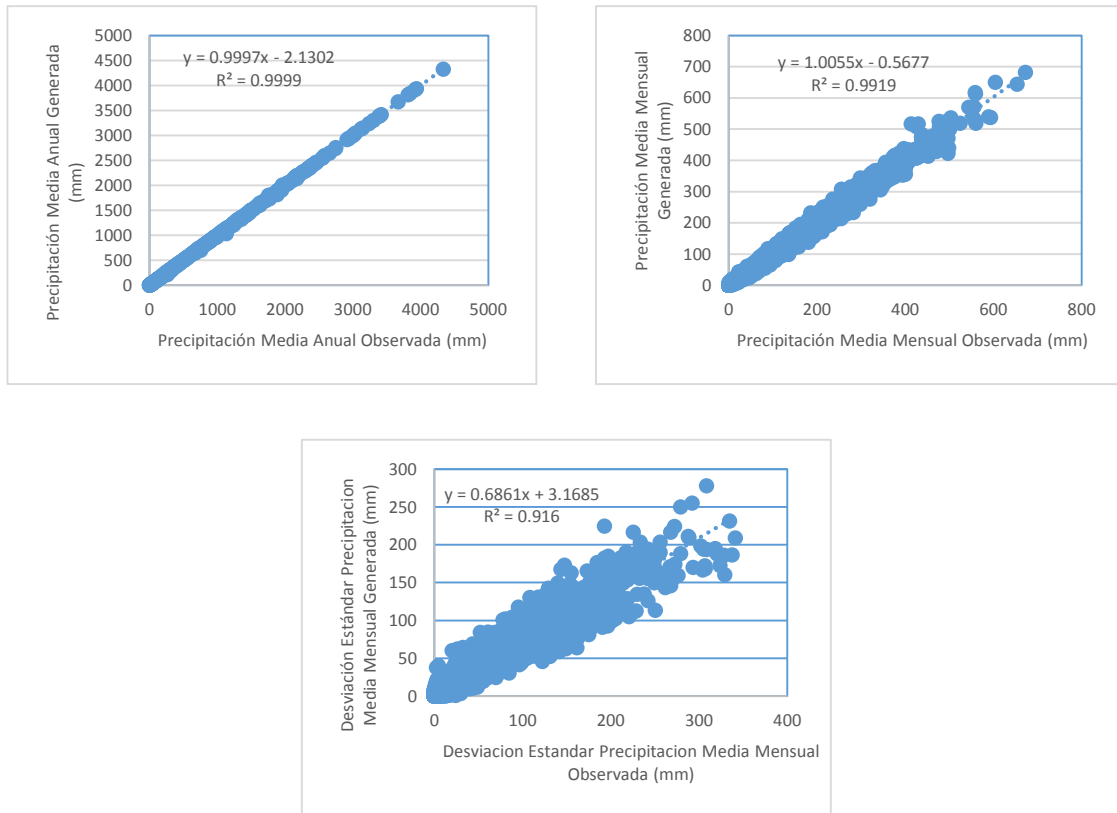 Precipitación Media Anual Generada
(mm)
5000
4500
4000
3500
3000
2500
2000
1500
1000
500
0
y = 0.9997x - 2.1302
R² = 0.9999
0 1000 2000 3000 4000 5000
Precipitación Media Anual Observada (mm)
Precipitación Media Mensual
Generada (mm)
800
700
600
500
400
300
200
100
0
y = 1.0055x - 0.5677
R² = 0.9919
0 200 400 600 800
Precipitación Media Mensual Observada (mm)
Desviación Estándar Precipitacion
Media Mensual Generada (mm)
300
250
200
150
100
50
0
y = 0.6861x + 3.1685
R² = 0.916
0 100 200 300 400
Desviacion Estandar Precipitacion Media Mensual
Observada (mm)